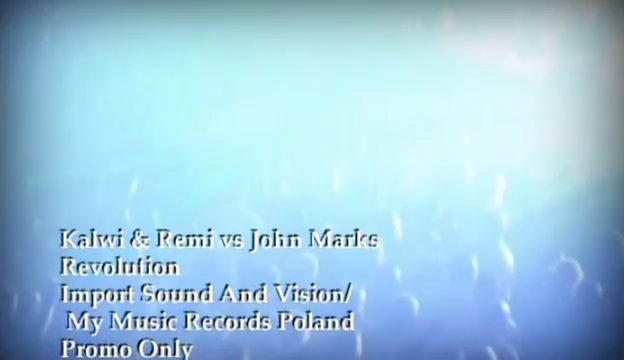 Kalwi & Remi vs John Marks
Revolution
Import Sound And Vision/
My Music Records Poland
Promo Only